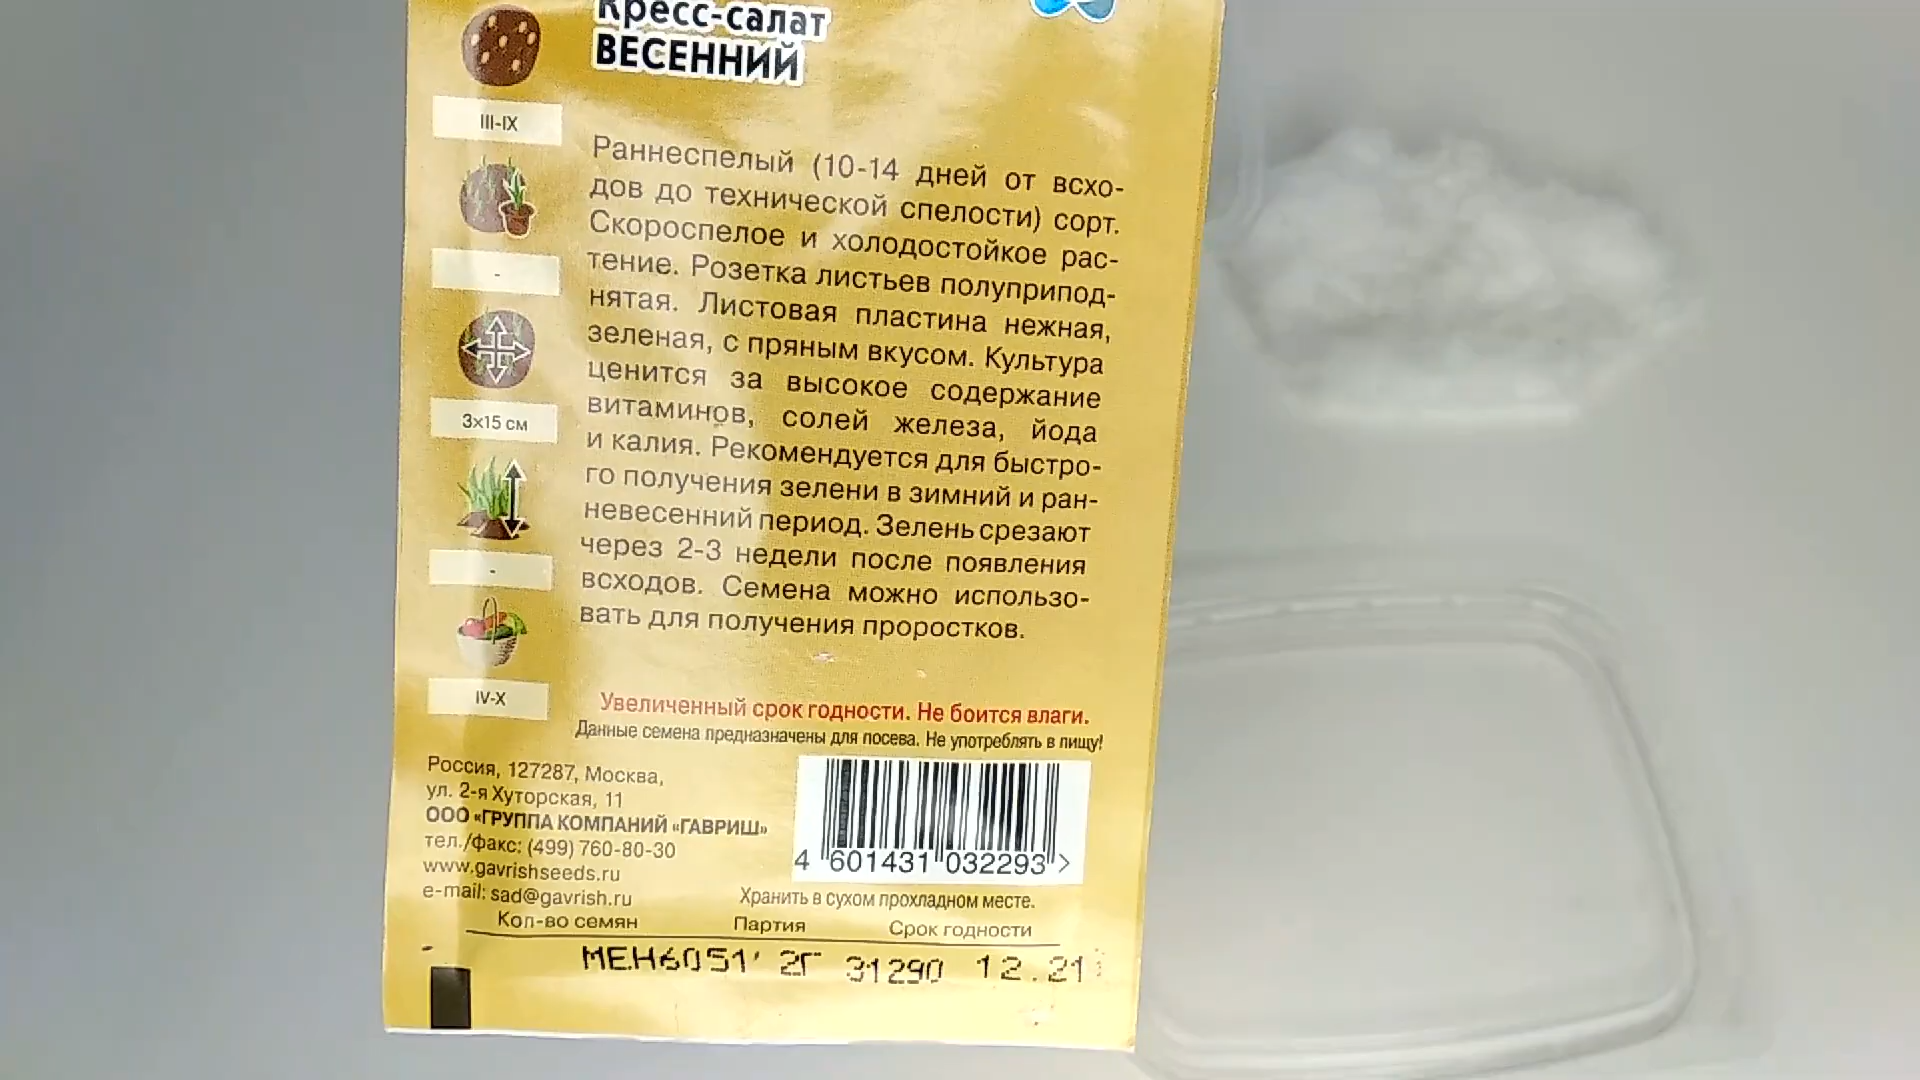 Кресс-салат
ВЕСЕННИЙ
III-IX
-
3x15 см
-
IV-X
Раннеспелый (10-14 дней от всхо-
дов до технической спелости) сорт.
Скороспелое и холодостойкое рас-
тение. Розетка листьев полуприпод-
нятая. Листовая пластина нежная,
зеленая, с пряным вкусом. Культура
ценится за высокое содержание
витаминов, солей железа, йода
и калия. Рекомендуется для быстро-
го получения зелени в зимний и ран-
невесенний период. Зелень срезают
через 2-3 недели после появления
всходов. Семена можно использо-
вать для получения проростков.
Увеличенный срок годности. Не боится влаги.
Данные семена предназначены для посева. Не употреблять в пищу!
Россия, 127287, Москва,
ул. 2-я Хуторская, 11
ООО «ГРУППА КОМПАНИЙ «ГАВРИШ»
тел./факс: (499) 760-80-30
www.gavrishseeds.ru
e-mail: sad@gavrish.ru
4 601431 032293 >
Хранить в сухом прохладном месте.
Кол-во семян Партия Срок годности
МЕН6051' 2Г 31290 12.21